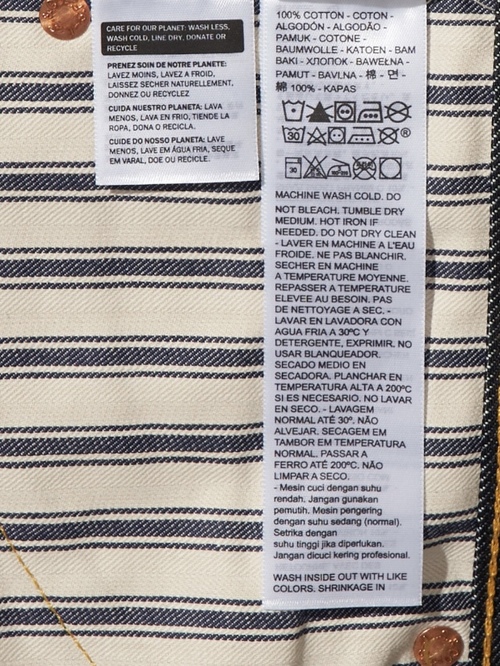 CARE FOR OUR PLANET: WASH LESS,
WASH COLD, LINE DRY, DONATE OR
RECYCLE
PRENEZ SOIN DE NOTRE PLANETE:
LAVEZ MOINS, LAVEZ A FROID,
LAISSEZ SECHER NATURELLEMENT,
DONNEZ OU RECYCLEZ
CUIDA NUESTRO PLANETA: LAVA
MENOS, LAVA EN FRIO, TIENDE LA
ROPA, DONA O RECICLA.
CUIDE DO NOSSO PLANETA: LAVE
MENOS, LAVE EM ÁGUA FRIA, SEQUE
EM VARAL, DOE OU RECICLE.
100% COTTON - COTON -
ALGODÓN - ALGODÃO -
PAMUK - COTONE -
BAUMWOLLE - KATOEN - BAM
BAKI - ХЛОПОК - BAWEŁNA -
PAMUT - BAVLNA - 棉 - 면 -
綿 100% - KAPAS
30
®
30
MACHINE WASH COLD. DO
NOT BLEACH. TUMBLE DRY
MEDIUM. HOT IRON IF
NEEDED. DO NOT DRY CLEAN
- LAVER EN MACHINE A L'EAU
FROIDE. NE PAS BLANCHIR.
SECHER EN MACHINE
A TEMPERATURE MOYENNE.
REPASSER A TEMPERATURE
ELEVEE AU BESOIN. PAS
DE NETTOYAGE A SEC. -
LAVAR EN LAVADORA CON
AGUA FRIA A 30ºC Y
DETERGENTE, EXPRIMIR. NO
USAR BLANQUEADOR.
SECADO MEDIO EN
SECADORA. PLANCHAR EN
TEMPERATURA ALTA A 200ºC
SI ES NECESARIO. NO LAVAR
EN SECO. - LAVAGEM
NORMAL ATÉ 30º. NÃO
ALVEJAR. SECAGEM EM
TAMBOR EM TEMPERATURA
NORMAL. PASSAR A
FERRO ATÉ 200ºC. NÃO
LIMPAR A SECO.
- Mesin cuci dengan suhu
rendah. Jangan gunakan
pemutih. Mesin pengering
dengan suhu sedang (normal).
Setrika dengan
suhu tinggi jika diperlukan.
Jangan dicuci kering profesional.
WASH INSIDE OUT WITH LIKE
COLORS. SHRINKAGE IN